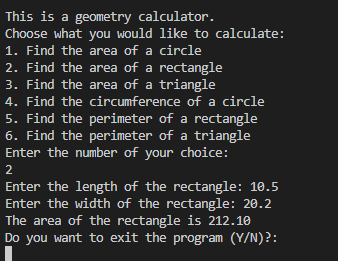 This is a geometry calculator.
Choose what you would like to calculate:
1. Find the area of a circle
2. Find the area of a rectangle
3. Find the area of a triangle
4. Find the circumference of a circle
5. Find the perimeter of a rectangle
6. Find the perimeter of a triangle
Enter the number of your choice:
2
Enter the length of the rectangle: 10.5
Enter the width of the rectangle: 20.2
The area of the rectangle is 212.10
Do you want to exit the program (Y/N)?: